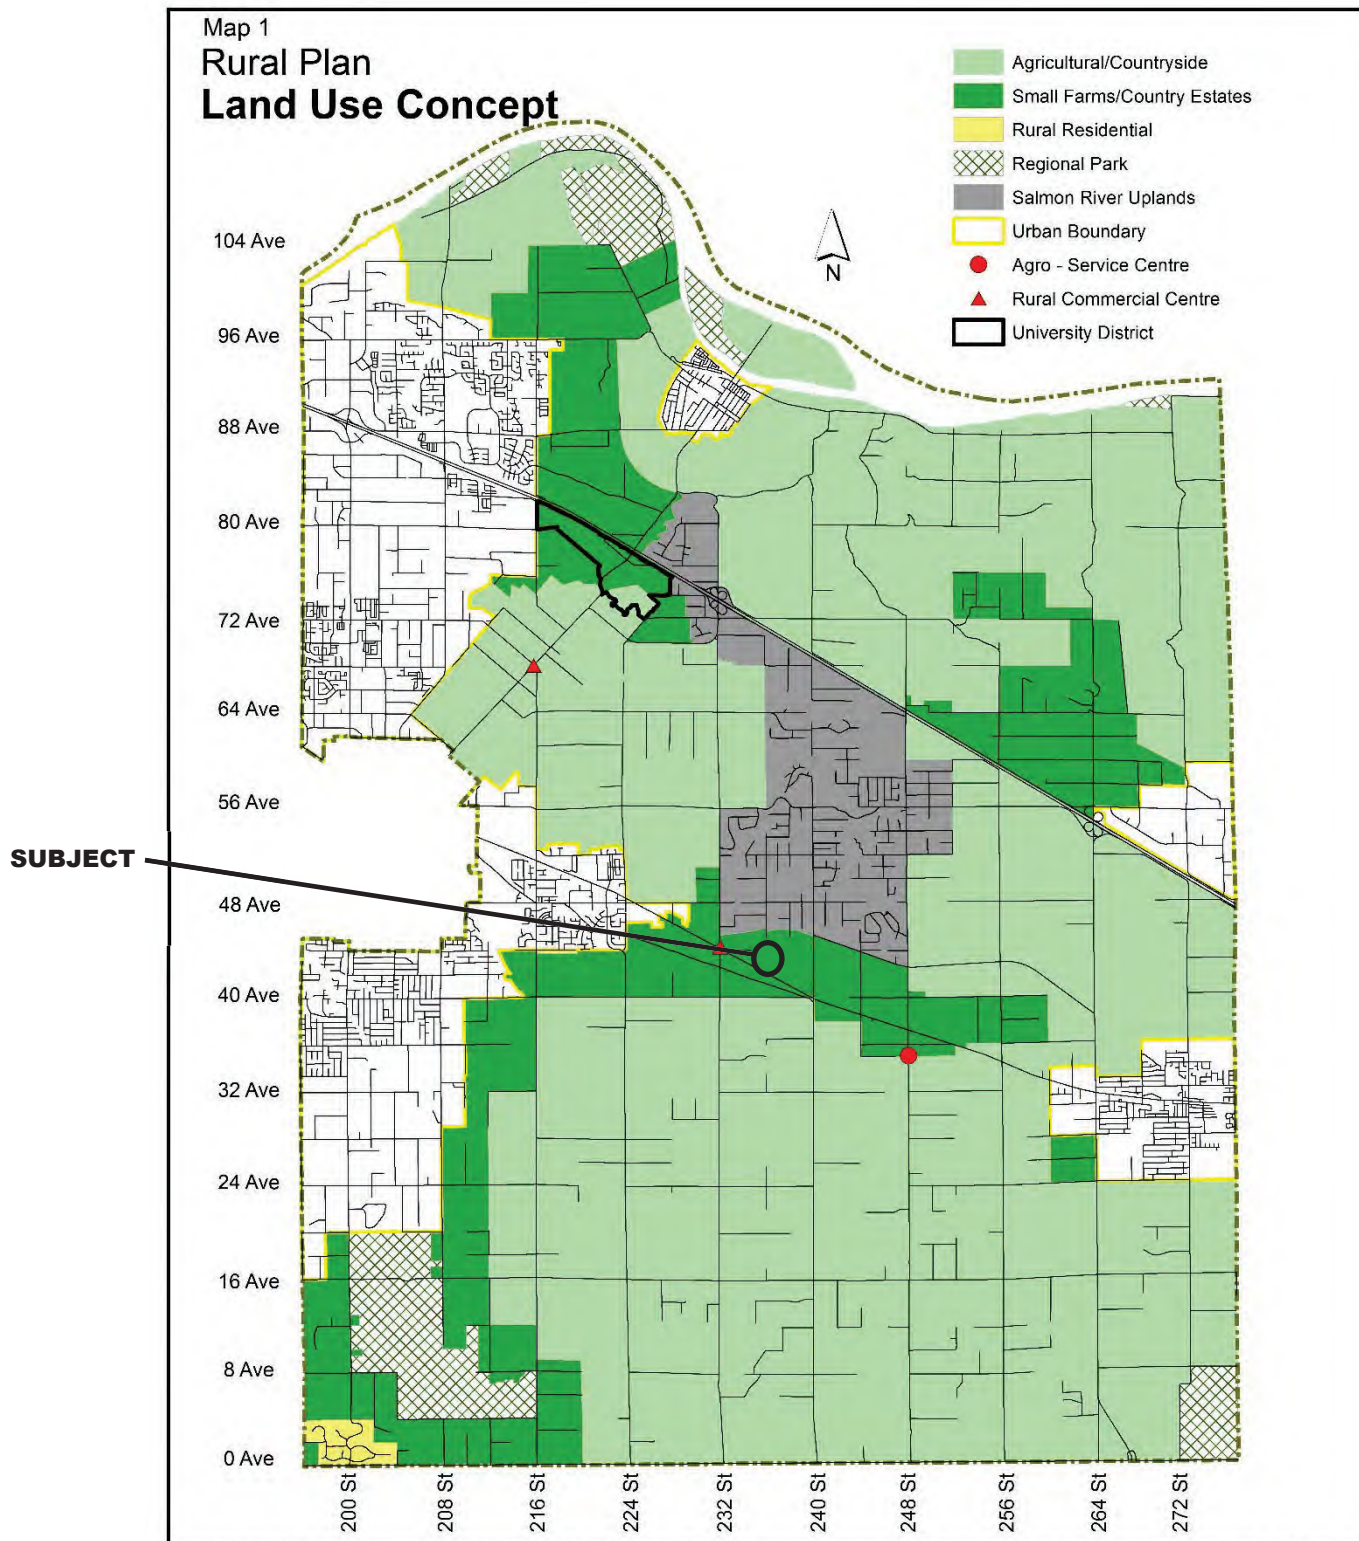 Map 1
Rural Plan
Land Use Concept
Agricultural/Countryside
Small Farms/Country Estates
Rural Residential
Regional Park
Salmon River Uplands
Urban Boundary
Agro - Service Centre
Rural Commercial Centre
University District
N
104 Ave
96 Ave
88 Ave
80 Ave
72 Ave
64 Ave
56 Ave
SUBJECT
48 Ave
40 Ave
32 Ave
24 Ave
16 Ave
8 Ave
0 Ave
200 St
208 St
216 St
224 St
232 St
240 St
248 St
256 St
264 St
272 St